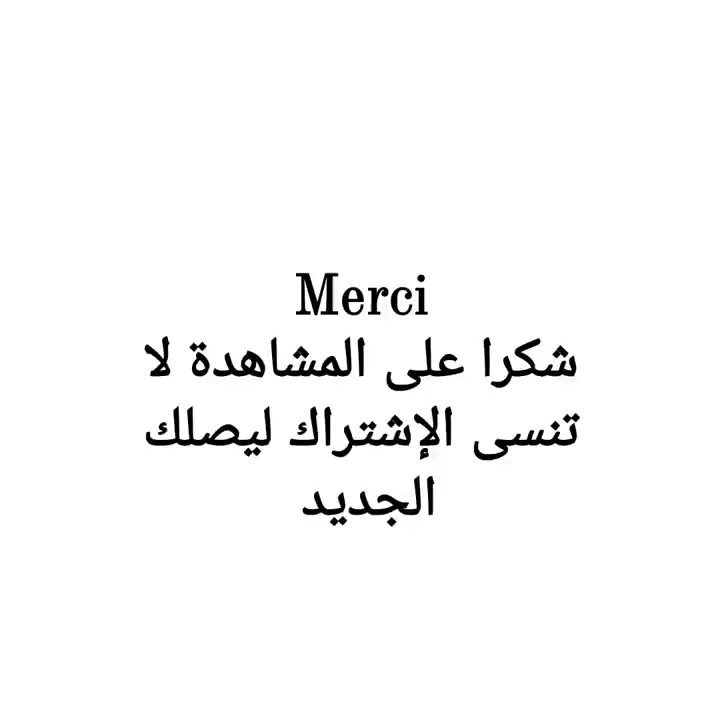 Merci
شكرا على المشاهدة لا
تنسى الإشتراك ليصلك
الجديد